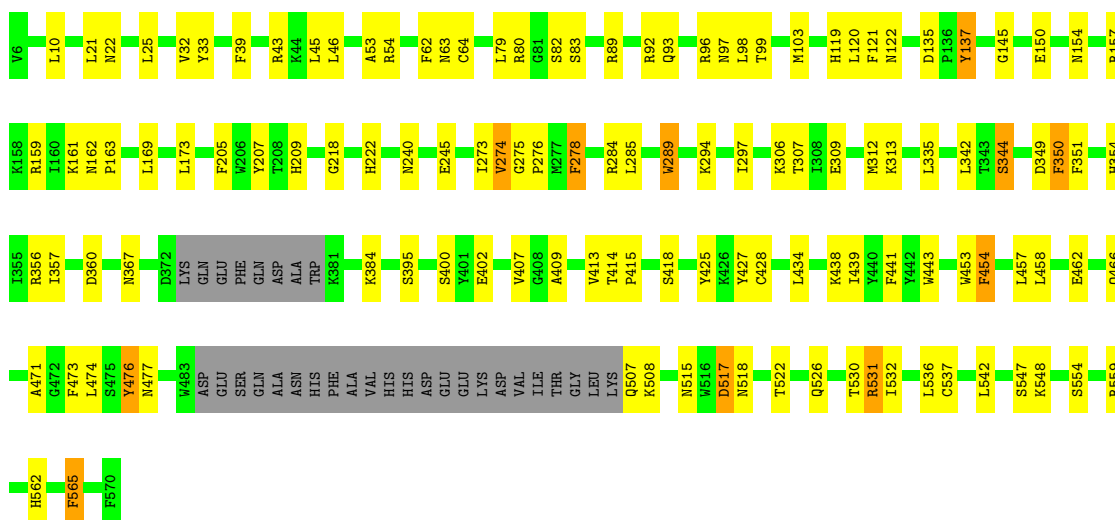 V6 L10 L21 N22 L25 V32 Y33 F39 R43 K44 L45 L46 A53 R54 F62 N63 C64 L79 R80 G81 S82 S83 R89 R92 Q93 R96 N97 L98 T99 M103 H119 L120 F121 N122 D135 P136 Y137 G145 E150 N154
K158 R159 I160 K161 N162 P163 L169 L173 F205 W206 Y207 T208 H209 G218 H222 N240 E245 I273 V274 G275 P276 M277 F278 R284 L285 W289 K294 I297 K306 T307 I308 E309 M312 K313 L335 L342 T343 S344 D349 F350 F351
I355 R356 I357 D360 N367 D372 LYS GLN GLU PHE GLN ASP ALA TRP K381 K384 S395 S400 Y401 E402 V407 G408 A409 V413 T414 P415 S418 Y425 K426 Y427 C428 L434 K438 I439 Y440 F441 Y442 W443 W453 F454 L457 L458 E462
A471 G472 F473 L474 S475 Y476 N477 W483 ASP GLU SER GLN ALA ASN HIS PHE ALA VAL HIS HIS ASP GLU GLU LYS ASP VAL ILE THR GLY LEU LYS Q507 K508 N515 W516 D517 N518 T522 Q526 T530 R531 I532 L536 C537 L542 S547 K548 S554
H562 F565 F570